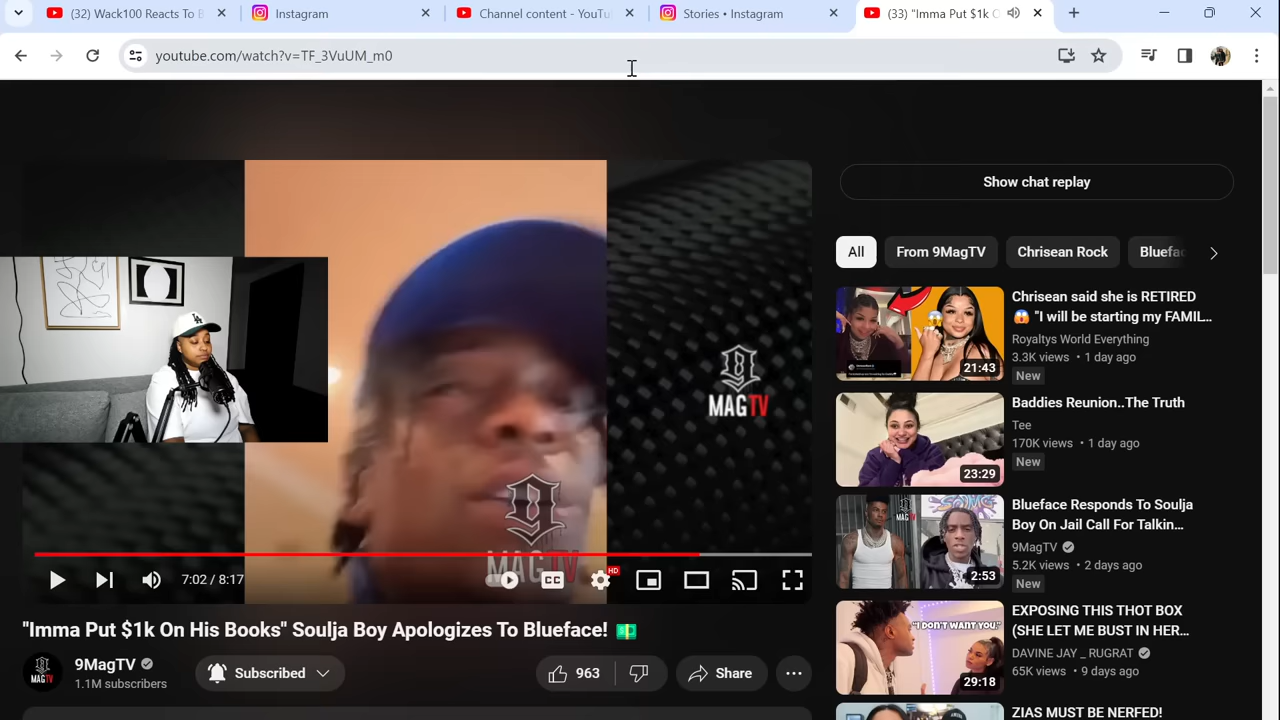 (32) Wack100 Reacts To B
Instagram
Channel content - YouTu
Stories • Instagram
(33) "Imma Put $1k O
youtube.com/watch?v=TF_3VuUM_m0
Show chat replay
All
From 9MagTV
Chrisean Rock
Bluefac
Chrisean said she is RETIRED
😱 "I will be starting my FAMIL...
Royaltys World Everything
3.3K views • 1 day ago
New
21:43
Baddies Reunion..The Truth
Tee
170K views • 1 day ago
New
23:29
Blueface Responds To Soulja
Boy On Jail Call For Talkin...
9MagTV
5.2K views • 2 days ago
New
2:53
EXPOSING THIS THOT BOX
(SHE LET ME BUST IN HER...
DAVINE JAY _ RUGRAT
65K views • 9 days ago
"I DON'T WANT YOU."
29:18
ZIAS MUST BE NERFED!
MAGTV
MAGTV
LA
7:02 / 8:17
CC
HD
"Imma Put $1k On His Books" Soulja Boy Apologizes To Blueface! 💵
9MagTV
1.1M subscribers
Subscribed
963
Share